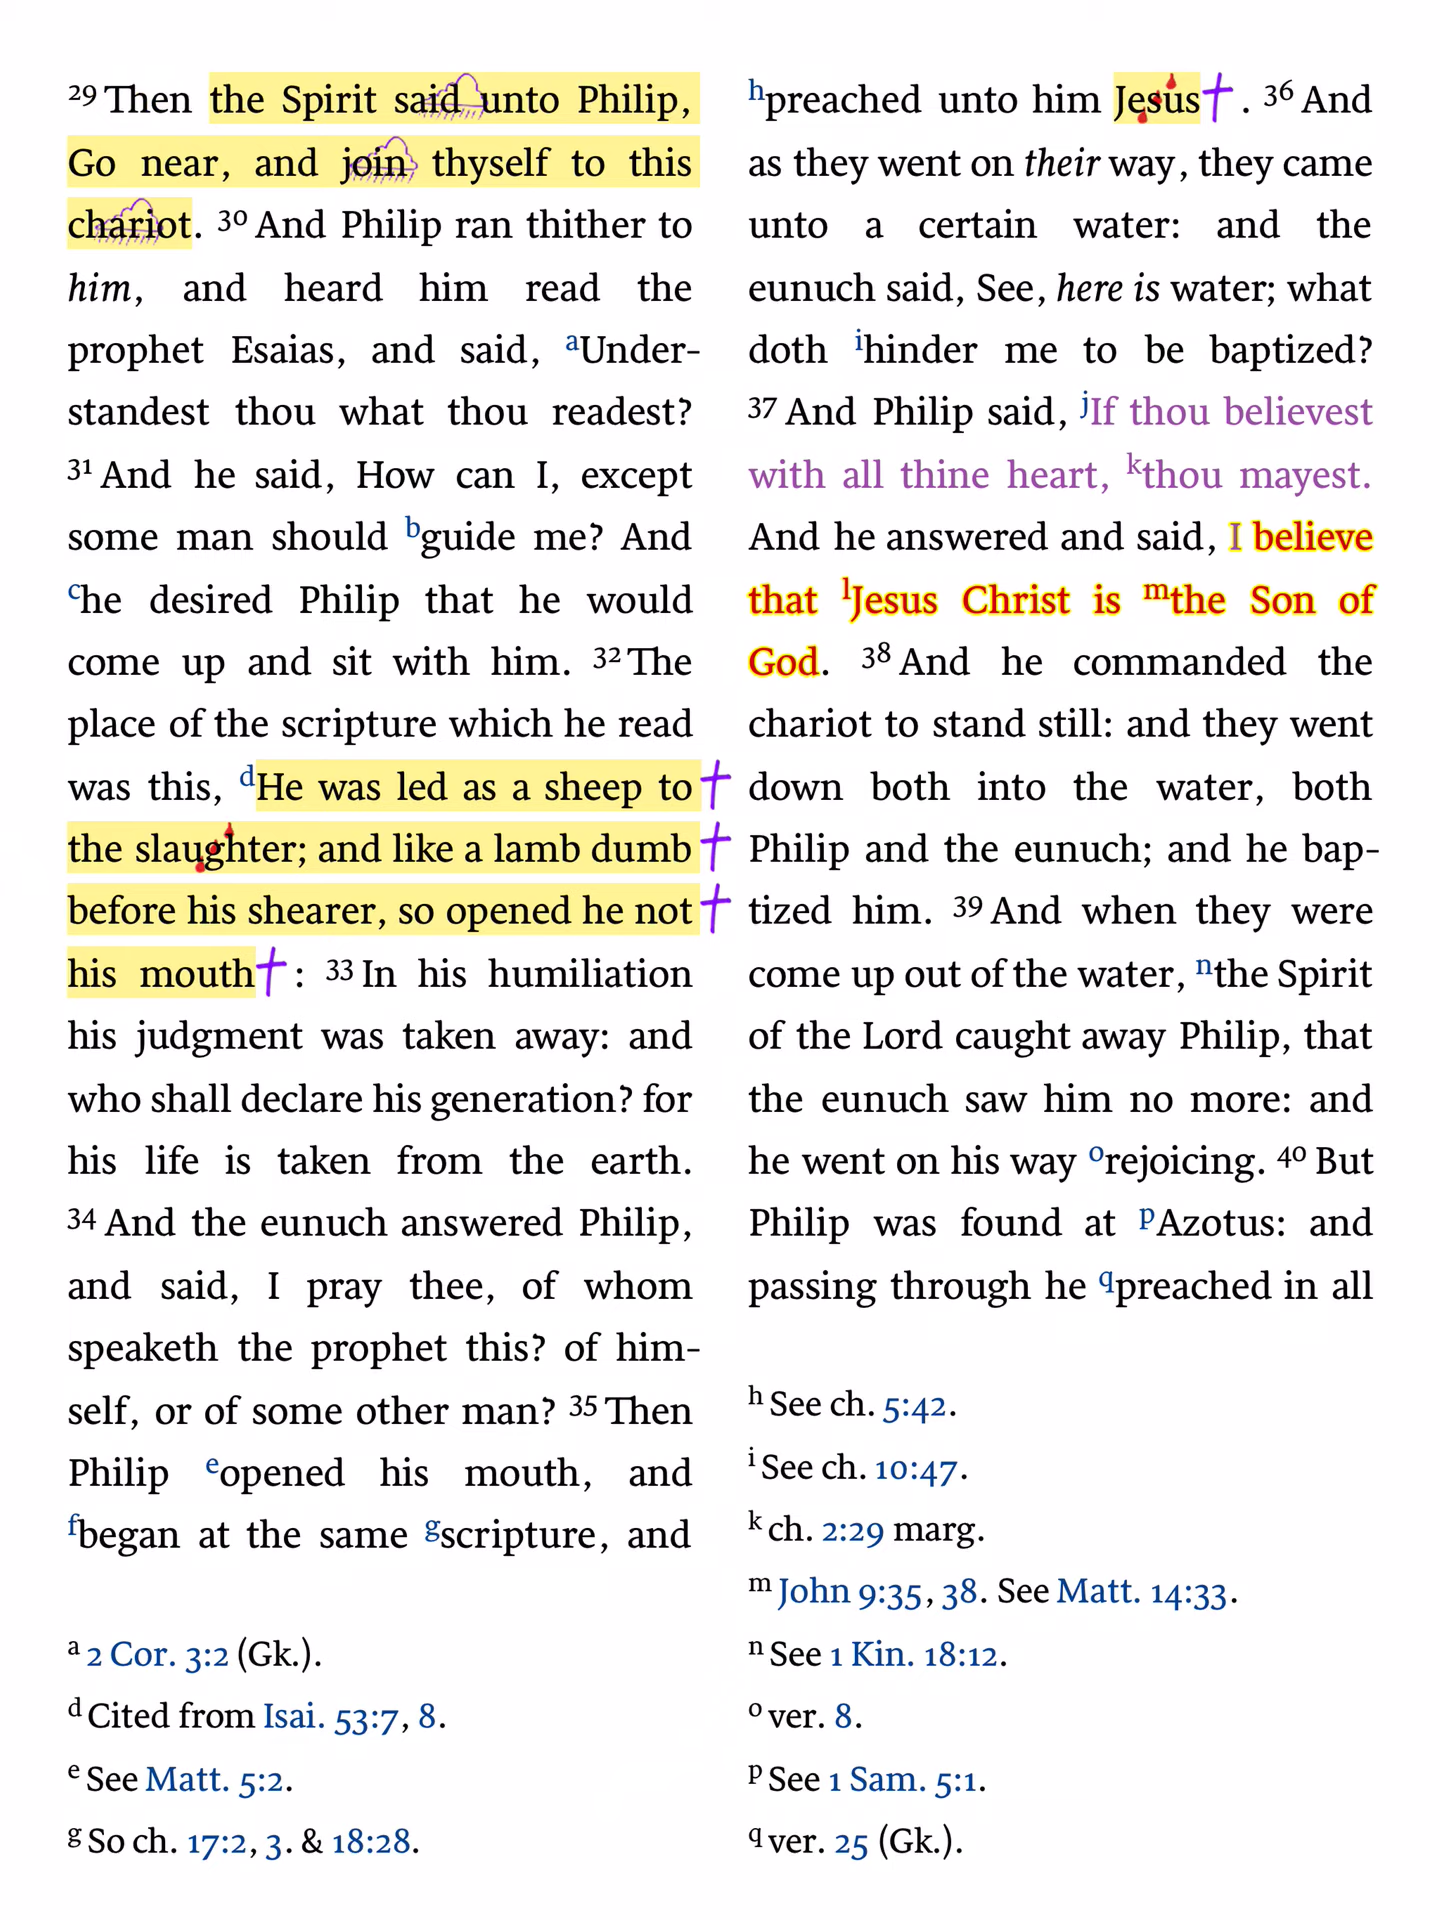 29 Then the Spirit said unto Philip,
Go near, and join thyself to this
chariot. 30 And Philip ran thither to
him, and heard him read the
prophet Esaias, and said, aUnder-
standest thou what thou readest?
31 And he said, How can I, except
some man should bguide me? And
che desired Philip that he would
come up and sit with him. 32 The
place of the scripture which he read
was this, dHe was led as a sheep to
the slaughter; and like a lamb dumb
before his shearer, so opened he not
his mouth: 33 In his humiliation
his judgment was taken away: and
who shall declare his generation? for
his life is taken from the earth.
34 And the eunuch answered Philip,
and said, I pray thee, of whom
speaketh the prophet this? of him-
self, or of some other man? 35 Then
Philip eopened his mouth, and
fbegan at the same gscripture, and
a 2 Cor. 3:2 (Gk.).
d Cited from Isai. 53:7, 8.
e See Matt. 5:2.
g So ch. 17:2, 3. & 18:28.
hpreached unto him Jesus. 36 And
as they went on their way, they came
unto a certain water: and the
eunuch said, See, here is water; what
doth ihinder me to be baptized?
37 And Philip said, jIf thou believest
with all thine heart, kthou mayest.
And he answered and said, I believe
that lJesus Christ is mthe Son of
God. 38 And he commanded the
chariot to stand still: and they went
down both into the water, both
Philip and the eunuch; and he bap-
tized him. 39 And when they were
come up out of the water, nthe Spirit
of the Lord caught away Philip, that
the eunuch saw him no more: and
he went on his way orejoicing. 40 But
Philip was found at pAzotus: and
passing through he qpreached in all
h See ch. 5:42.
i See ch. 10:47.
k ch. 2:29 marg.
m John 9:35, 38. See Matt. 14:33.
n See 1 Kin. 18:12.
o ver. 8.
p See 1 Sam. 5:1.
q ver. 25 (Gk.).